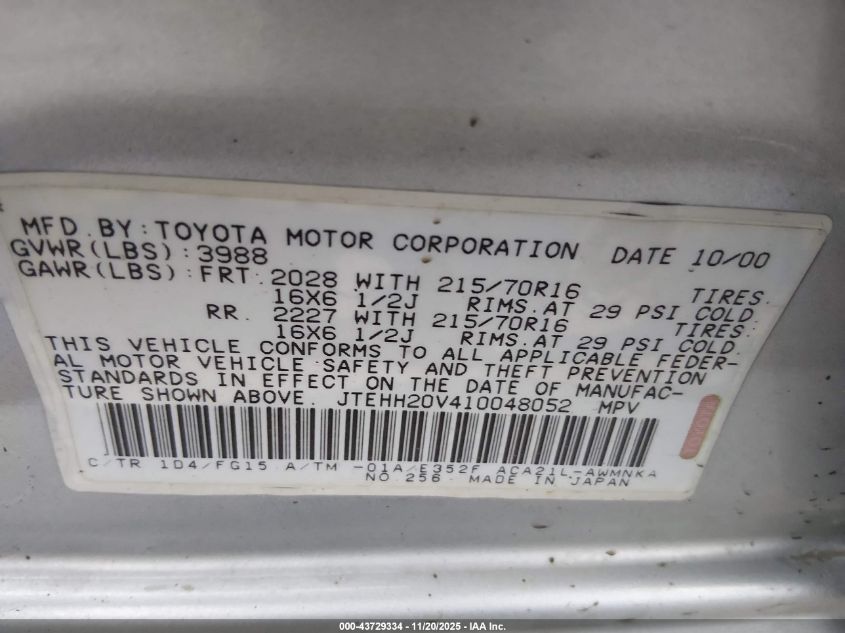 MFD. BY: TOYOTA MOTOR CORPORATION DATE 10/00
GVWR(LBS): 3988
GAWR(LBS): FRT. 2028 WITH 215/70R16 TIRES.
16X6 1/2J RIMS. AT 29 PSI COLD.
RR. 2227 WITH 215/70R16 TIRES.
16X6 1/2J RIMS. AT 29 PSI COLD.
THIS VEHICLE CONFORMS TO ALL APPLICABLE FEDER-
AL MOTOR VEHICLE SAFETY AND THEFT PREVENTION
STANDARDS IN EFFECT ON THE DATE OF MANUFAC-
TURE SHOWN ABOVE. JTEHH20V410048052 MPV
TOYOTA
C/TR 1D4/FG15 A/TM -01A/E352F ACA21L-AWMNKA
NO.256 MADE IN JAPAN
000-43729334 - 11/20/2025 - IAA Inc.